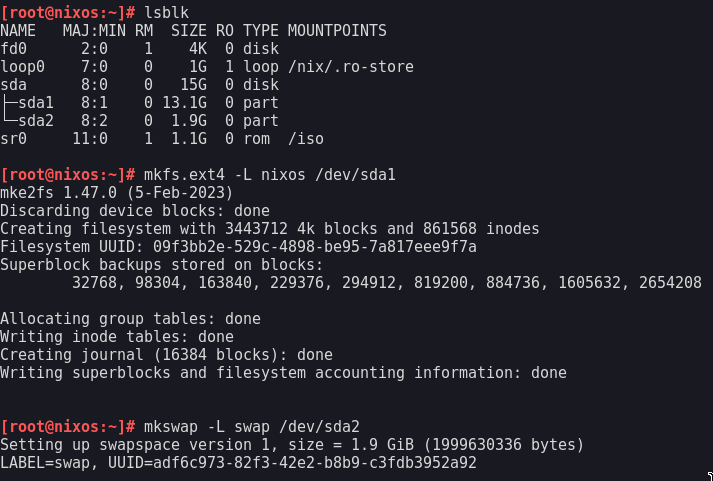 [root@nixos:~]# lsblk
NAME   MAJ:MIN RM  SIZE RO TYPE MOUNTPOINTS
fd0      2:0    1    4K  0 disk
loop0    7:0    0    1G  1 loop /nix/.ro-store
sda      8:0    0   15G  0 disk
├─sda1   8:1    0 13.1G  0 part
└─sda2   8:2    0  1.9G  0 part
sr0     11:0    1  1.1G  0 rom  /iso
[root@nixos:~]# mkfs.ext4 -L nixos /dev/sda1
mke2fs 1.47.0 (5-Feb-2023)
Discarding device blocks: done
Creating filesystem with 3443712 4k blocks and 861568 inodes
Filesystem UUID: 09f3bb2e-529c-4898-be95-7a817eee9f7a
Superblock backups stored on blocks:
        32768, 98304, 163840, 229376, 294912, 819200, 884736, 1605632, 2654208
Allocating group tables: done
Writing inode tables: done
Creating journal (16384 blocks): done
Writing superblocks and filesystem accounting information: done
[root@nixos:~]# mkswap -L swap /dev/sda2
Setting up swapspace version 1, size = 1.9 GiB (1999630336 bytes)
LABEL=swap, UUID=adf6c973-82f3-42e2-b8b9-c3fdb3952a92